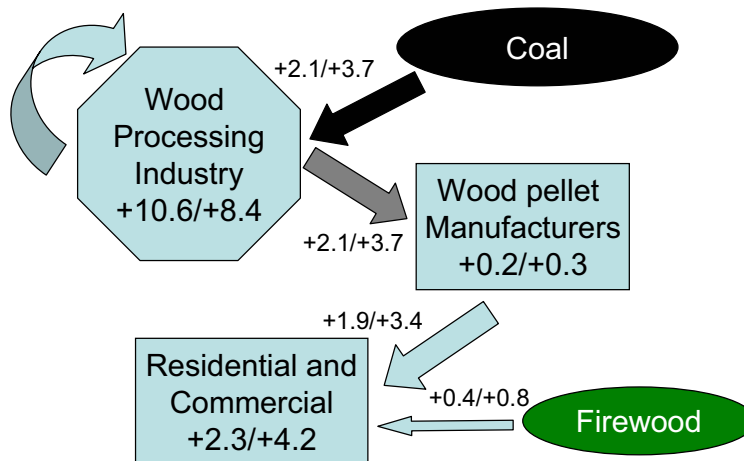 Coal
+2.1/+3.7
Wood
Processing
Industry
+10.6/+8.4
Wood pellet
Manufacturers
+0.2/+0.3
+2.1/+3.7
+1.9/+3.4
Residential and
Commercial
+2.3/+4.2
+0.4/+0.8
Firewood